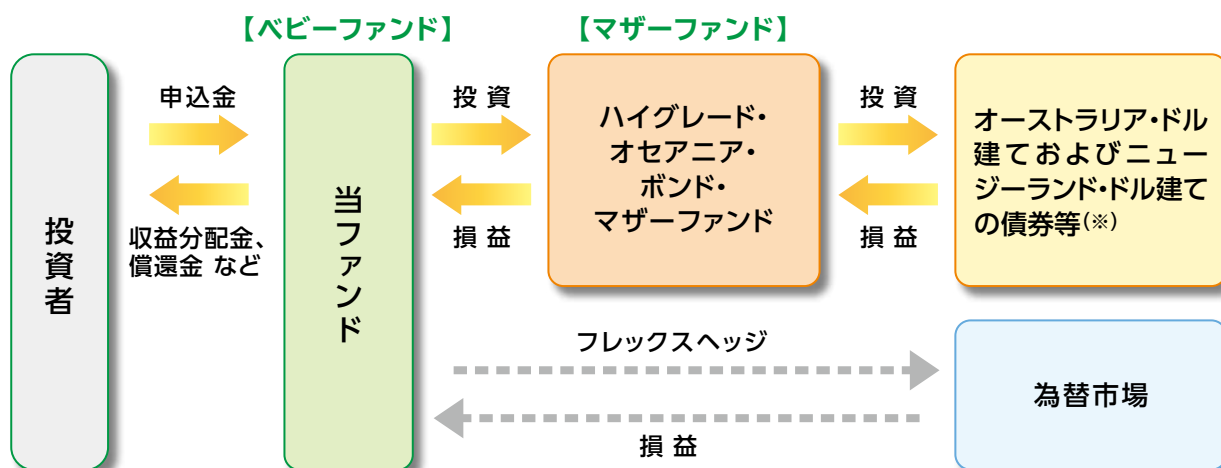 【ベビーファンド】
【マザーファンド】
投資者
申込金
収益分配金、
償還金 など
当ファンド
投 資
損 益
ハイグレード・
オセアニア・
ボンド・
マザーファンド
投 資
損 益
オーストラリア・ドル
建ておよびニュー
ジーランド・ドル建て
の債券等(※)
フレックスヘッジ
損 益
為替市場